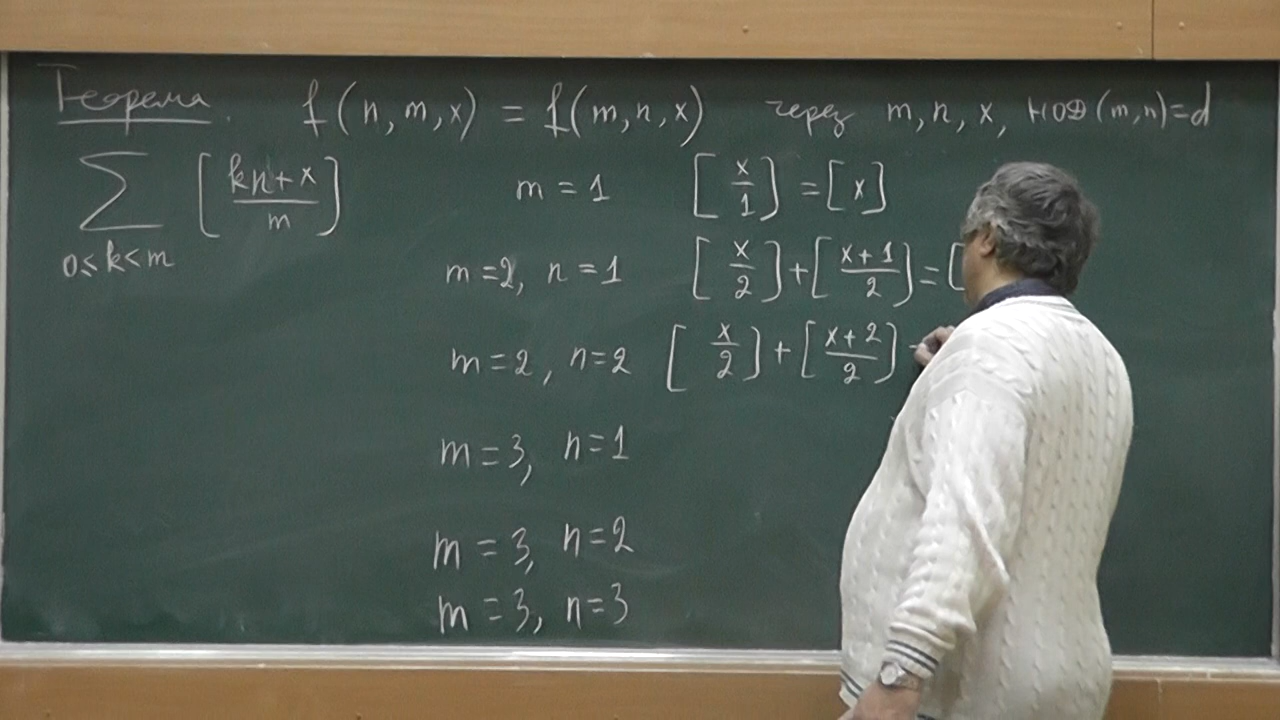 Теорема. f(n,m,x) = f(m,n,x) через m,n,x, НОД(m,n)=d
∑_{0≤k<m} [(kn+x)/m] m=1 [x/1] = [x]
m=2, n=1 [x/2]+[(x+1)/2]=[
m=2, n=2 [x/2]+[(x+2)/2]
m=3, n=1
m=3, n=2
m=3, n=3